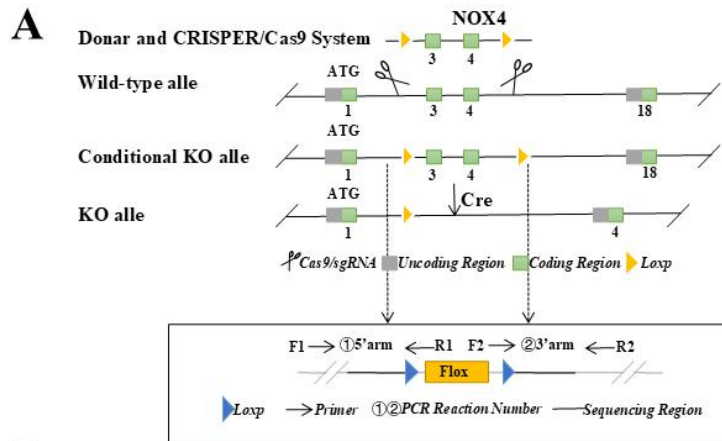 A
NOX4
Donar and CRISPER/Cas9 System
3 4
Wild-type alle
ATG
1 3 4 18
Conditional KO alle
ATG
1 3 4 18
Cre
KO alle
ATG
1 4
Cas9/sgRNA Uncoding Region Coding Region Loxp
F1 ①5'arm R1 F2 ②3'arm R2
Flox
Loxp Primer ①②PCR Reaction Number Sequencing Region